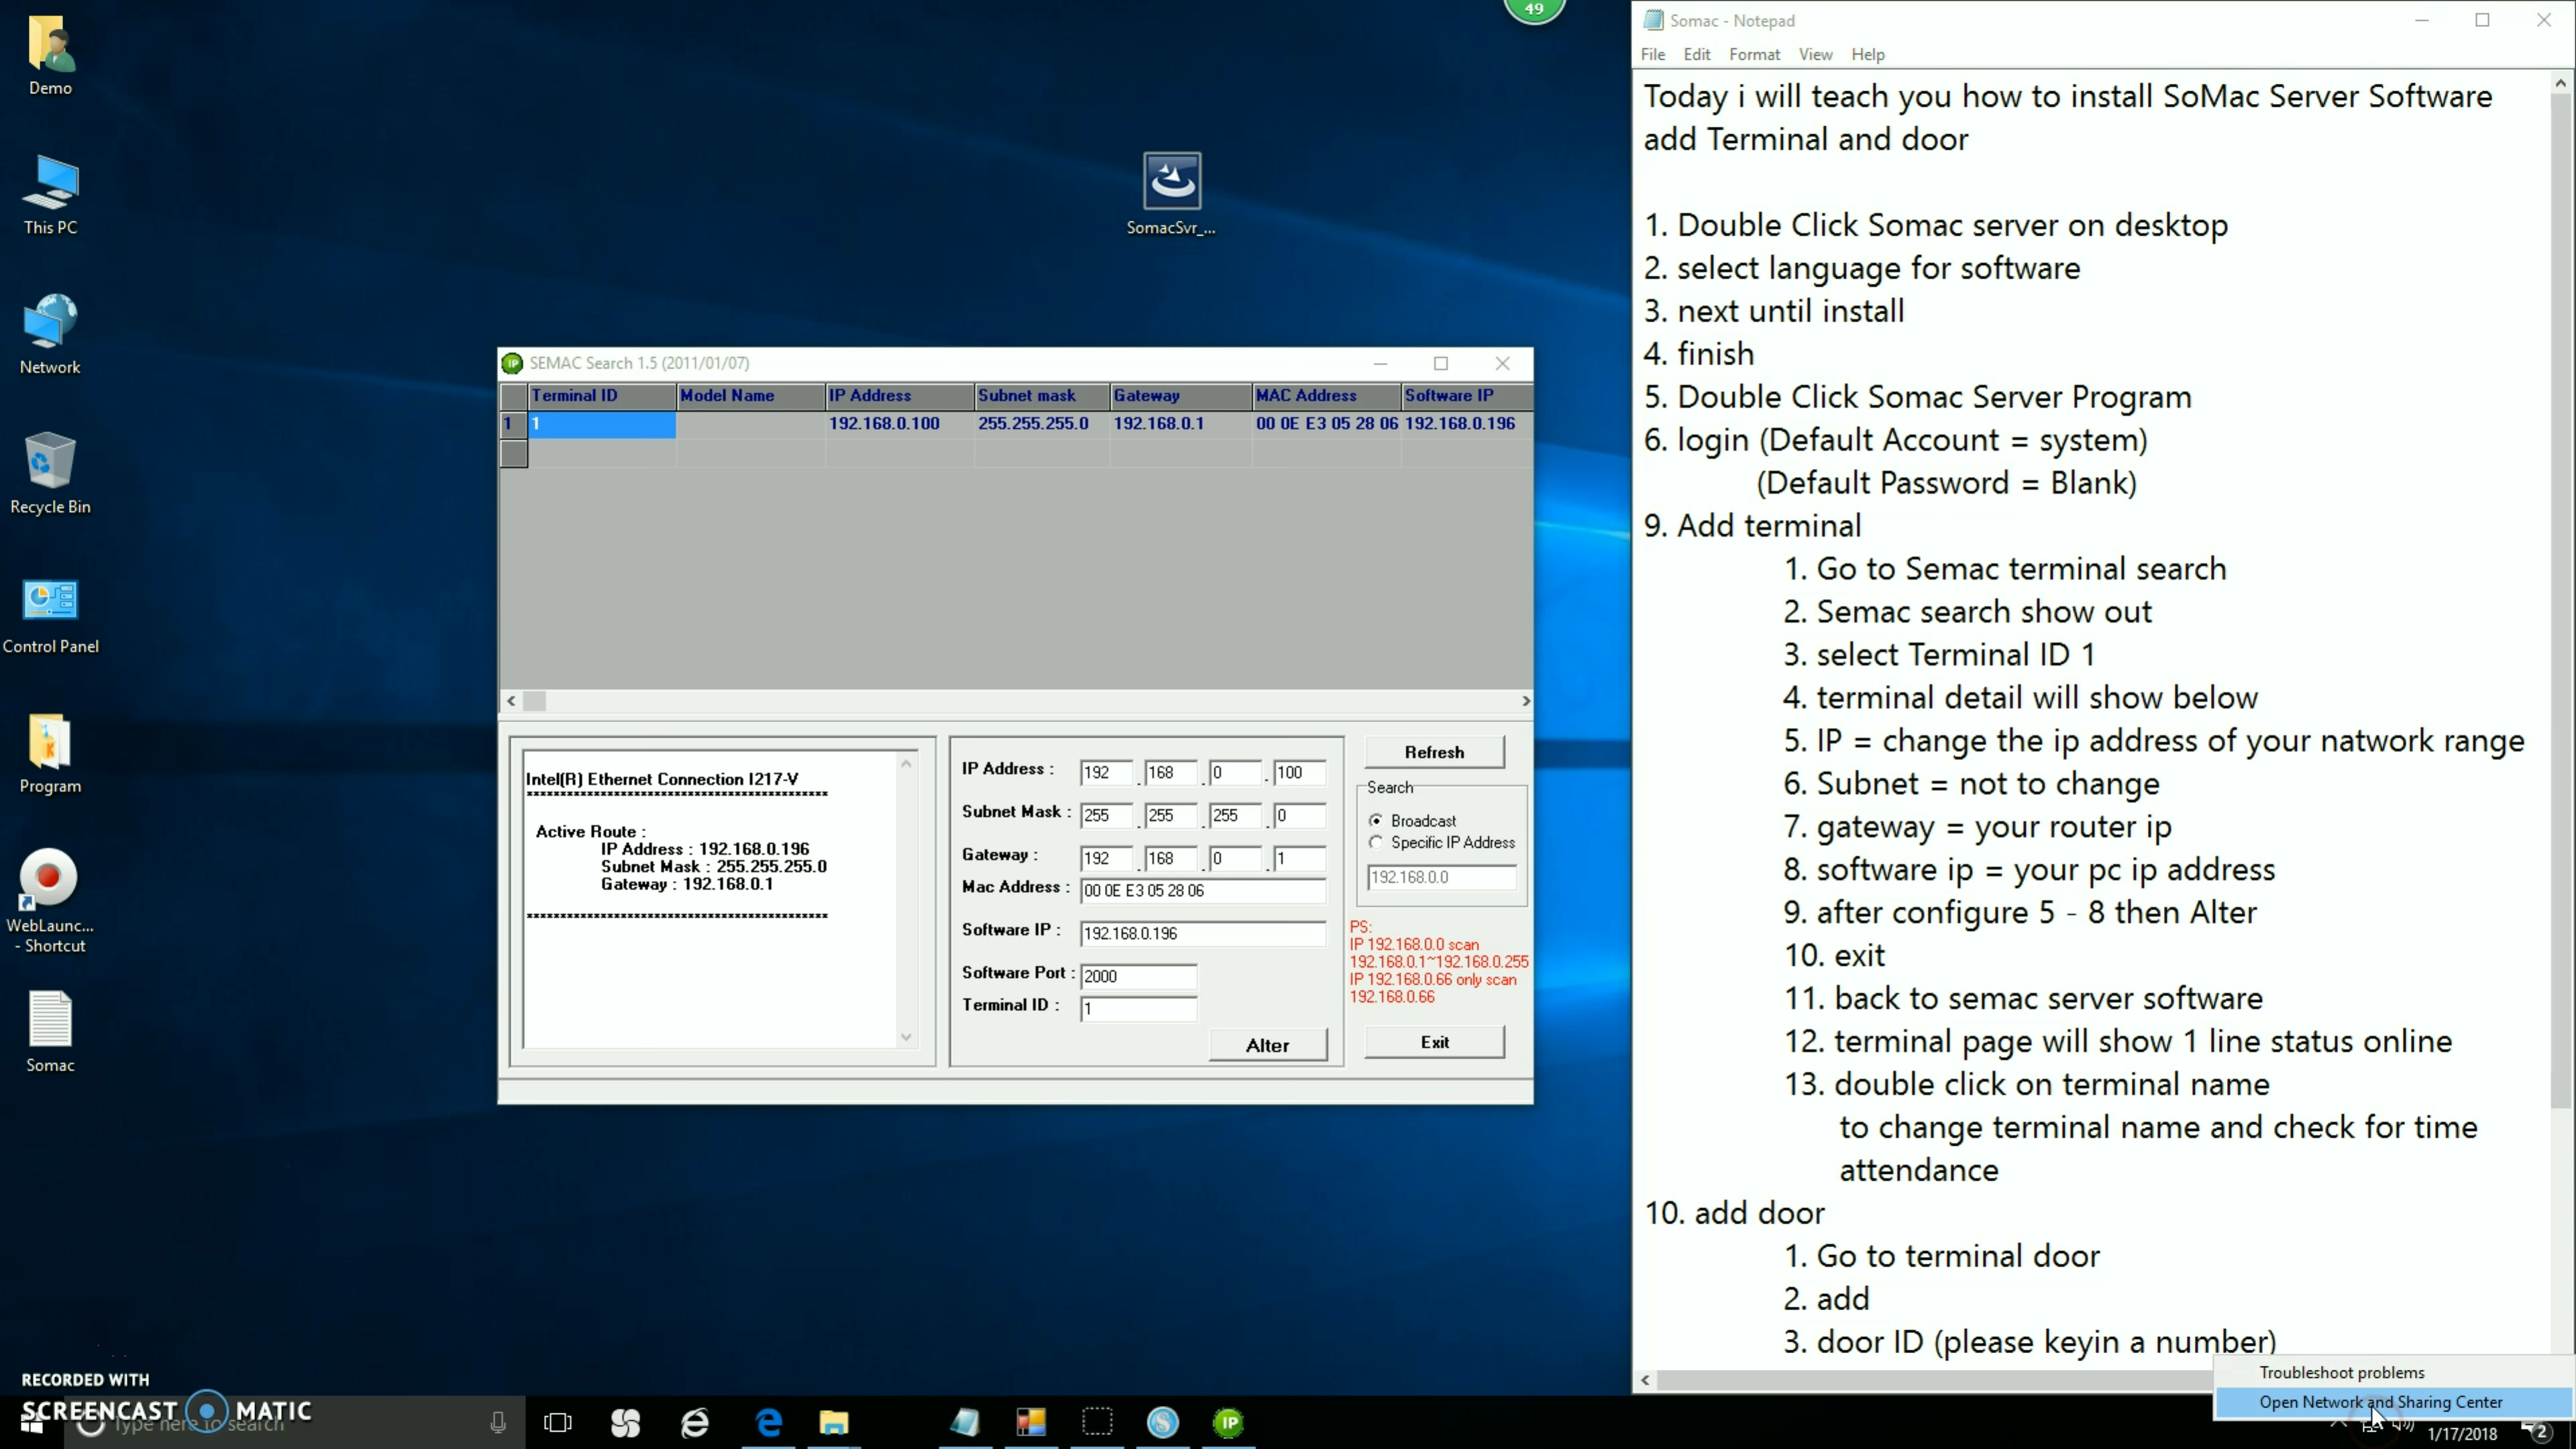 Demo
This PC
Network
Recycle Bin
Control Panel
Program
WebLaunc...
- Shortcut
Somac
SomacSvr_...
49
SEMAC Search 1.5 (2011/01/07)
Terminal ID Model Name IP Address Subnet mask Gateway MAC Address Software IP
1 1 192.168.0.100 255.255.255.0 192.168.0.1 00 0E E3 05 28 06 192.168.0.196
Intel(R) Ethernet Connection I217-V
*******************************************
Active Route :
IP Address : 192.168.0.196
Subnet Mask : 255.255.255.0
Gateway : 192.168.0.1
*******************************************
IP Address : 192 . 168 . 0 . 100
Subnet Mask : 255 . 255 . 255 . 0
Gateway : 192 . 168 . 0 . 1
Mac Address : 00 0E E3 05 28 06
Software IP : 192.168.0.196
Software Port : 2000
Terminal ID : 1
Alter
Refresh
Search
Broadcast
Specific IP Address
192.168.0.0
PS:
IP 192.168.0.0 scan
192.168.0.1~192.168.0.255
IP 192.168.0.66 only scan
192.168.0.66
Exit
Somac - Notepad
File Edit Format View Help
Today i will teach you how to install SoMac Server Software
add Terminal and door
1. Double Click Somac server on desktop
2. select language for software
3. next until install
4. finish
5. Double Click Somac Server Program
6. login (Default Account = system)
(Default Password = Blank)
9. Add terminal
1. Go to Semac terminal search
2. Semac search show out
3. select Terminal ID 1
4. terminal detail will show below
5. IP = change the ip address of your natwork range
6. Subnet = not to change
7. gateway = your router ip
8. software ip = your pc ip address
9. after configure 5 - 8 then Alter
10. exit
11. back to semac server software
12. terminal page will show 1 line status online
13. double click on terminal name
to change terminal name and check for time
attendance
10. add door
1. Go to terminal door
2. add
3. door ID (please keyin a number)
Troubleshoot problems
Open Network and Sharing Center
RECORDED WITH
SCREENCAST MATIC
Type here to search
IP
1/17/2018
2